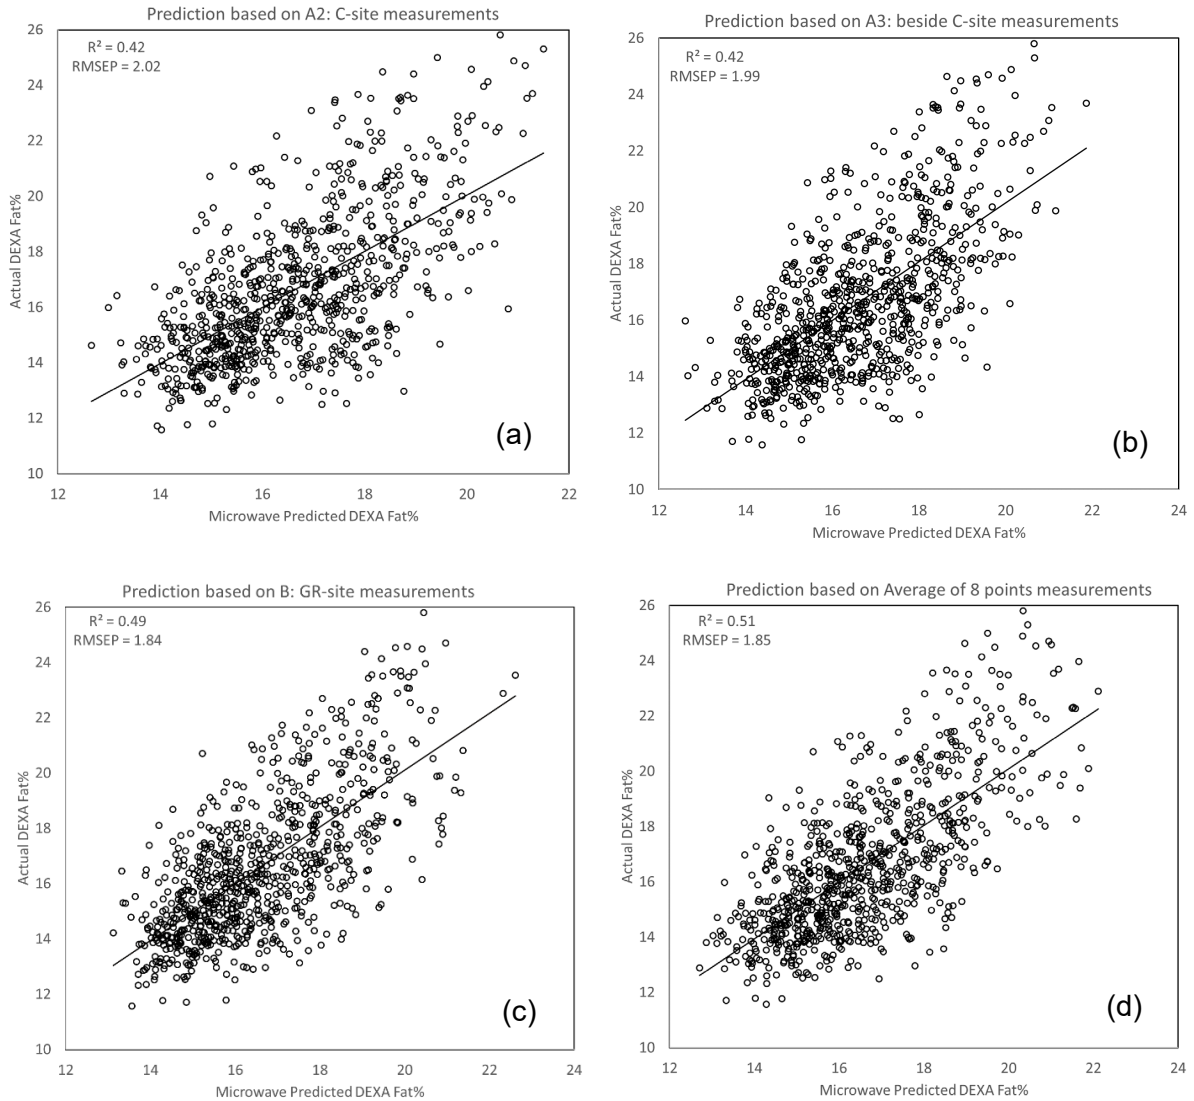 Prediction based on A2: C-site measurements
R² = 0.42
RMSEP = 2.02
26
24
22
20
18
16
14
12
10
Actual DEXA Fat%
12 14 16 18 20 22
Microwave Predicted DEXA Fat%
(a)
Prediction based on A3: beside C-site measurements
R² = 0.42
RMSEP = 1.99
26
24
22
20
18
16
14
12
10
Actual DEXA Fat%
12 14 16 18 20 22 24
Microwave Predicted DEXA Fat%
(b)
Prediction based on B: GR-site measurements
R² = 0.49
RMSEP = 1.84
26
24
22
20
18
16
14
12
10
Actual DEXA Fat%
12 14 16 18 20 22 24
Microwave Predicted DEXA Fat%
(c)
Prediction based on Average of 8 points measurements
R² = 0.51
RMSEP = 1.85
26
24
22
20
18
16
14
12
10
Actual DEXA Fat%
12 14 16 18 20 22 24
Microwave Predicted DEXA Fat%
(d)